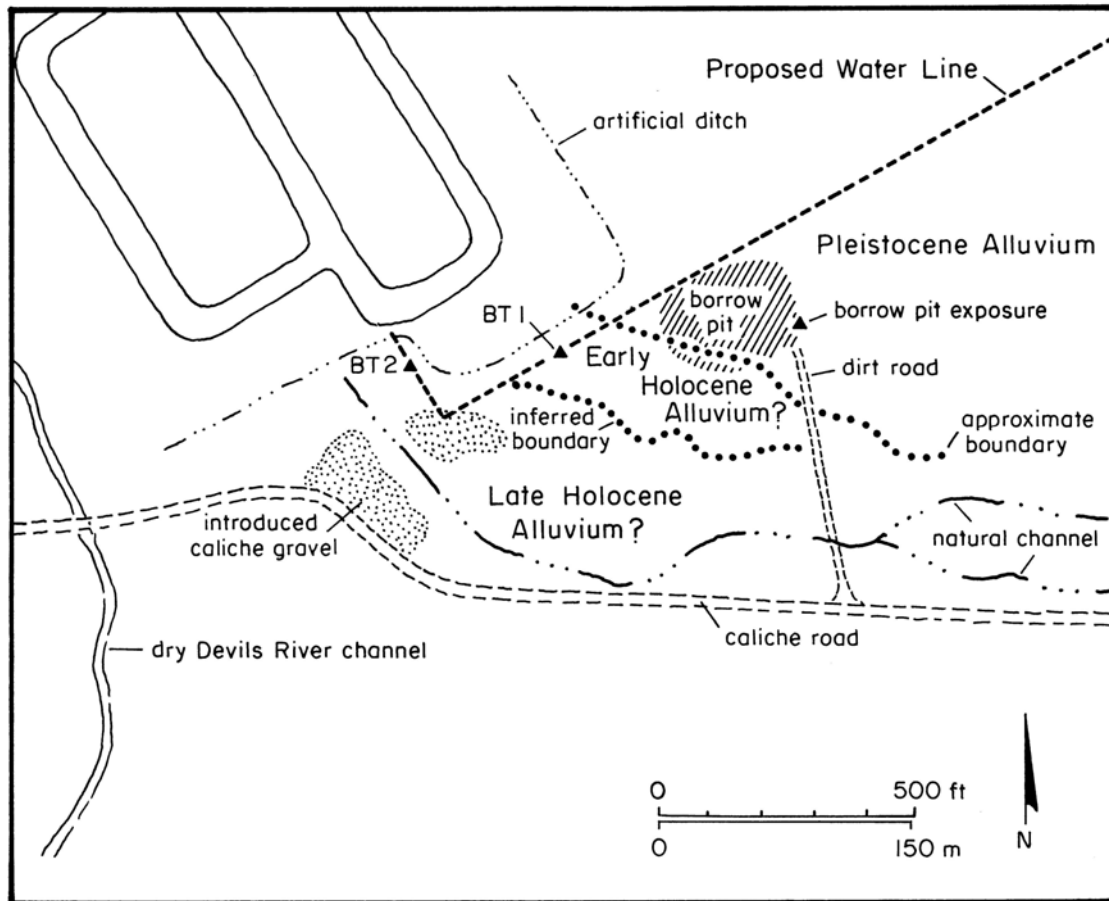 Proposed Water Line
artificial ditch
Pleistocene Alluvium
borrow
pit
borrow pit exposure
BT 1
Early
BT 2
dirt road
Holocene
Alluvium?
inferred
boundary
approximate
boundary
Late Holocene
Alluvium?
introduced
caliche gravel
natural channel
caliche road
dry Devils River channel
0 500 ft
0 150 m
N